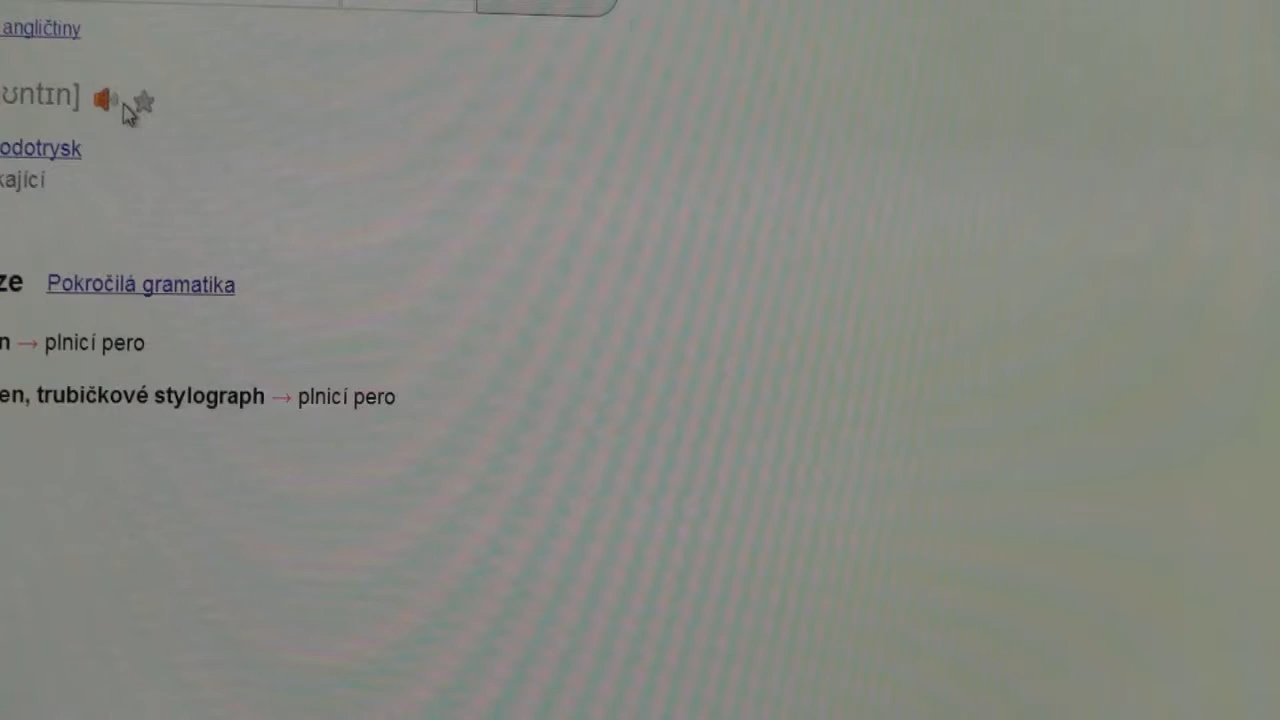 angličtiny
ʊntɪn]
odotrysk
kající
ze Pokročilá gramatika
n → plnicí pero
en, trubičkové stylograph → plnicí pero